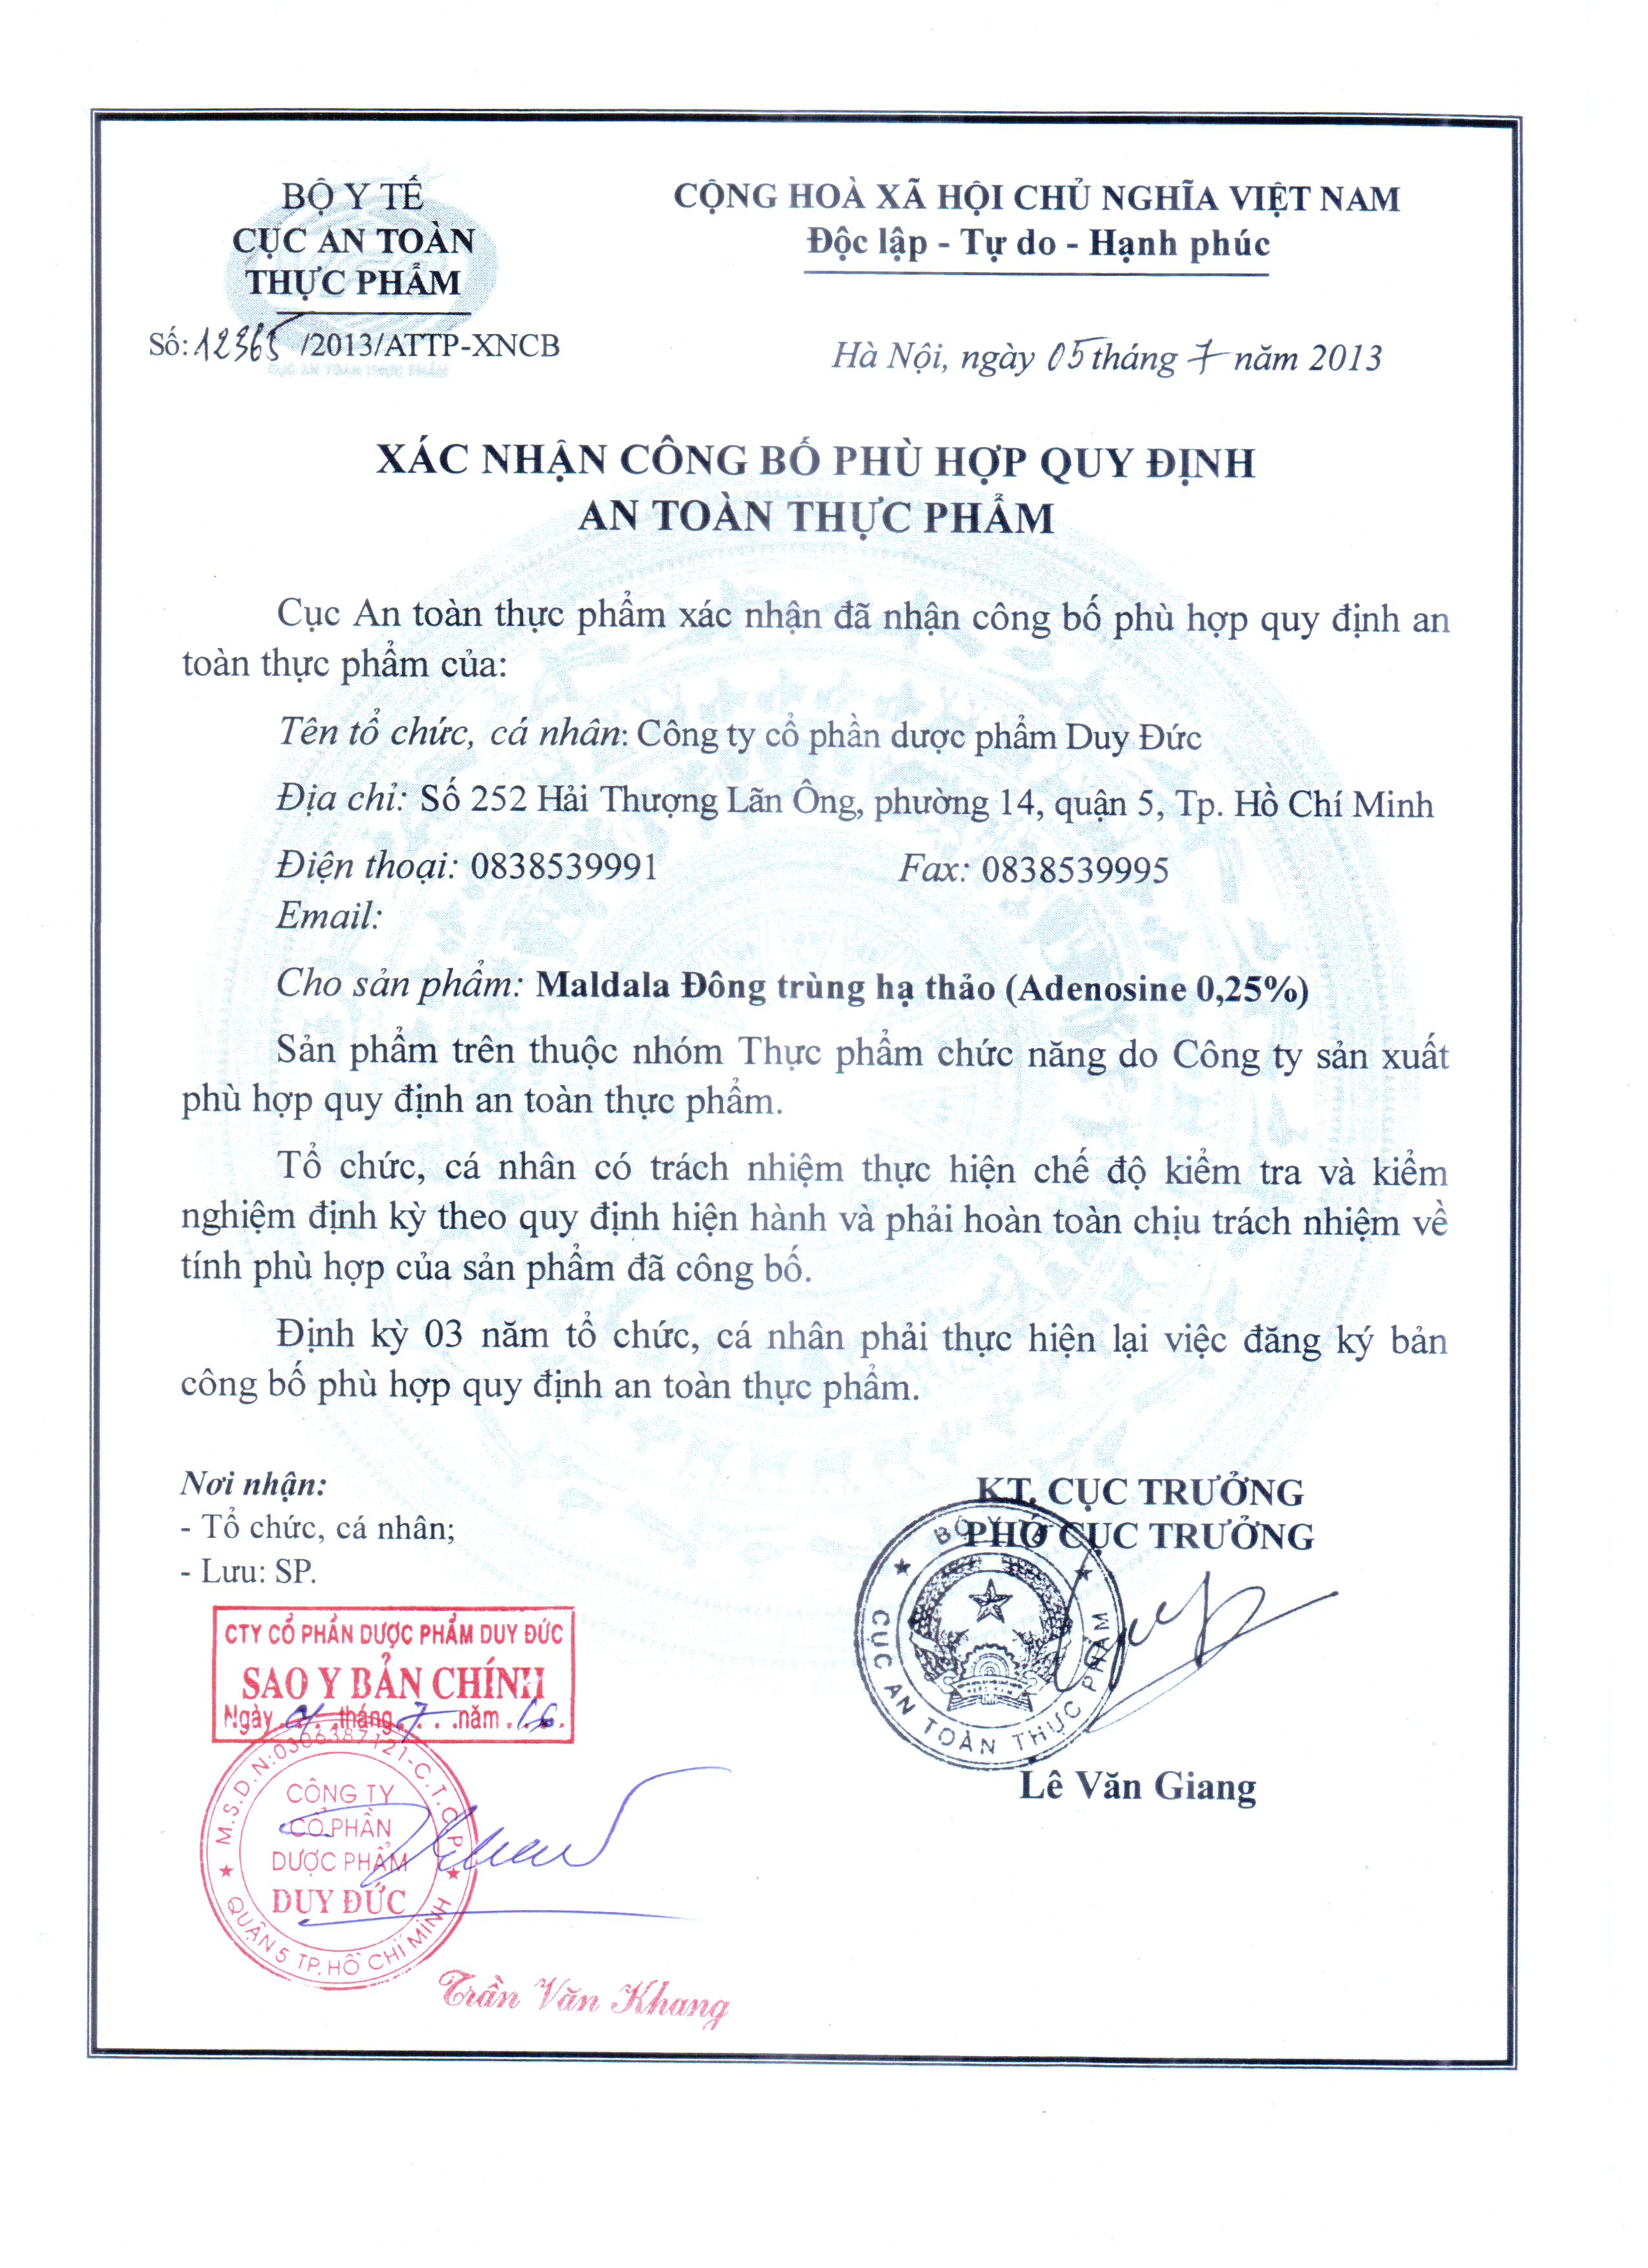 BỘ Y TẾ
CỤC AN TOÀN
THỰC PHẨM
Số: 12365 /2013/ATTP-XNCB
CỤC AN TOÀN THỰC PHẨM
CỘNG HOÀ XÃ HỘI CHỦ NGHĨA VIỆT NAM
Độc lập - Tự do - Hạnh phúc
Hà Nội, ngày 05 tháng 7 năm 2013
XÁC NHẬN CÔNG BỐ PHÙ HỢP QUY ĐỊNH
AN TOÀN THỰC PHẨM
Cục An toàn thực phẩm xác nhận đã nhận công bố phù hợp quy định an
toàn thực phẩm của:
Tên tổ chức, cá nhân: Công ty cổ phần dược phẩm Duy Đức
Địa chỉ: Số 252 Hải Thượng Lãn Ông, phường 14, quận 5, Tp. Hồ Chí Minh
Điện thoại: 0838539991 Fax: 0838539995
Email:
Cho sản phẩm: Maldala Đông trùng hạ thảo (Adenosine 0,25%)
Sản phẩm trên thuộc nhóm Thực phẩm chức năng do Công ty sản xuất
phù hợp quy định an toàn thực phẩm.
Tổ chức, cá nhân có trách nhiệm thực hiện chế độ kiểm tra và kiểm
nghiệm định kỳ theo quy định hiện hành và phải hoàn toàn chịu trách nhiệm về
tính phù hợp của sản phẩm đã công bố.
Định kỳ 03 năm tổ chức, cá nhân phải thực hiện lại việc đăng ký bản
công bố phù hợp quy định an toàn thực phẩm.
Nơi nhận:
- Tổ chức, cá nhân;
- Lưu: SP.
KT. CỤC TRƯỞNG
PHÓ CỤC TRƯỞNG
BỘ Y TẾ
CỤC AN TOÀN THỰC PHẨM
Lê Văn Giang
CTY CỔ PHẦN DƯỢC PHẨM DUY ĐỨC
SAO Y BẢN CHÍNH
Ngày . . . tháng . 7 . . năm . 16 .
M.S.D.N:0306387121-C.T.C.P
CÔNG TY
CỔ PHẦN
DƯỢC PHẨM
DUY ĐỨC
QUẬN 5 TP. HỒ CHÍ MINH
Trần Văn Khang